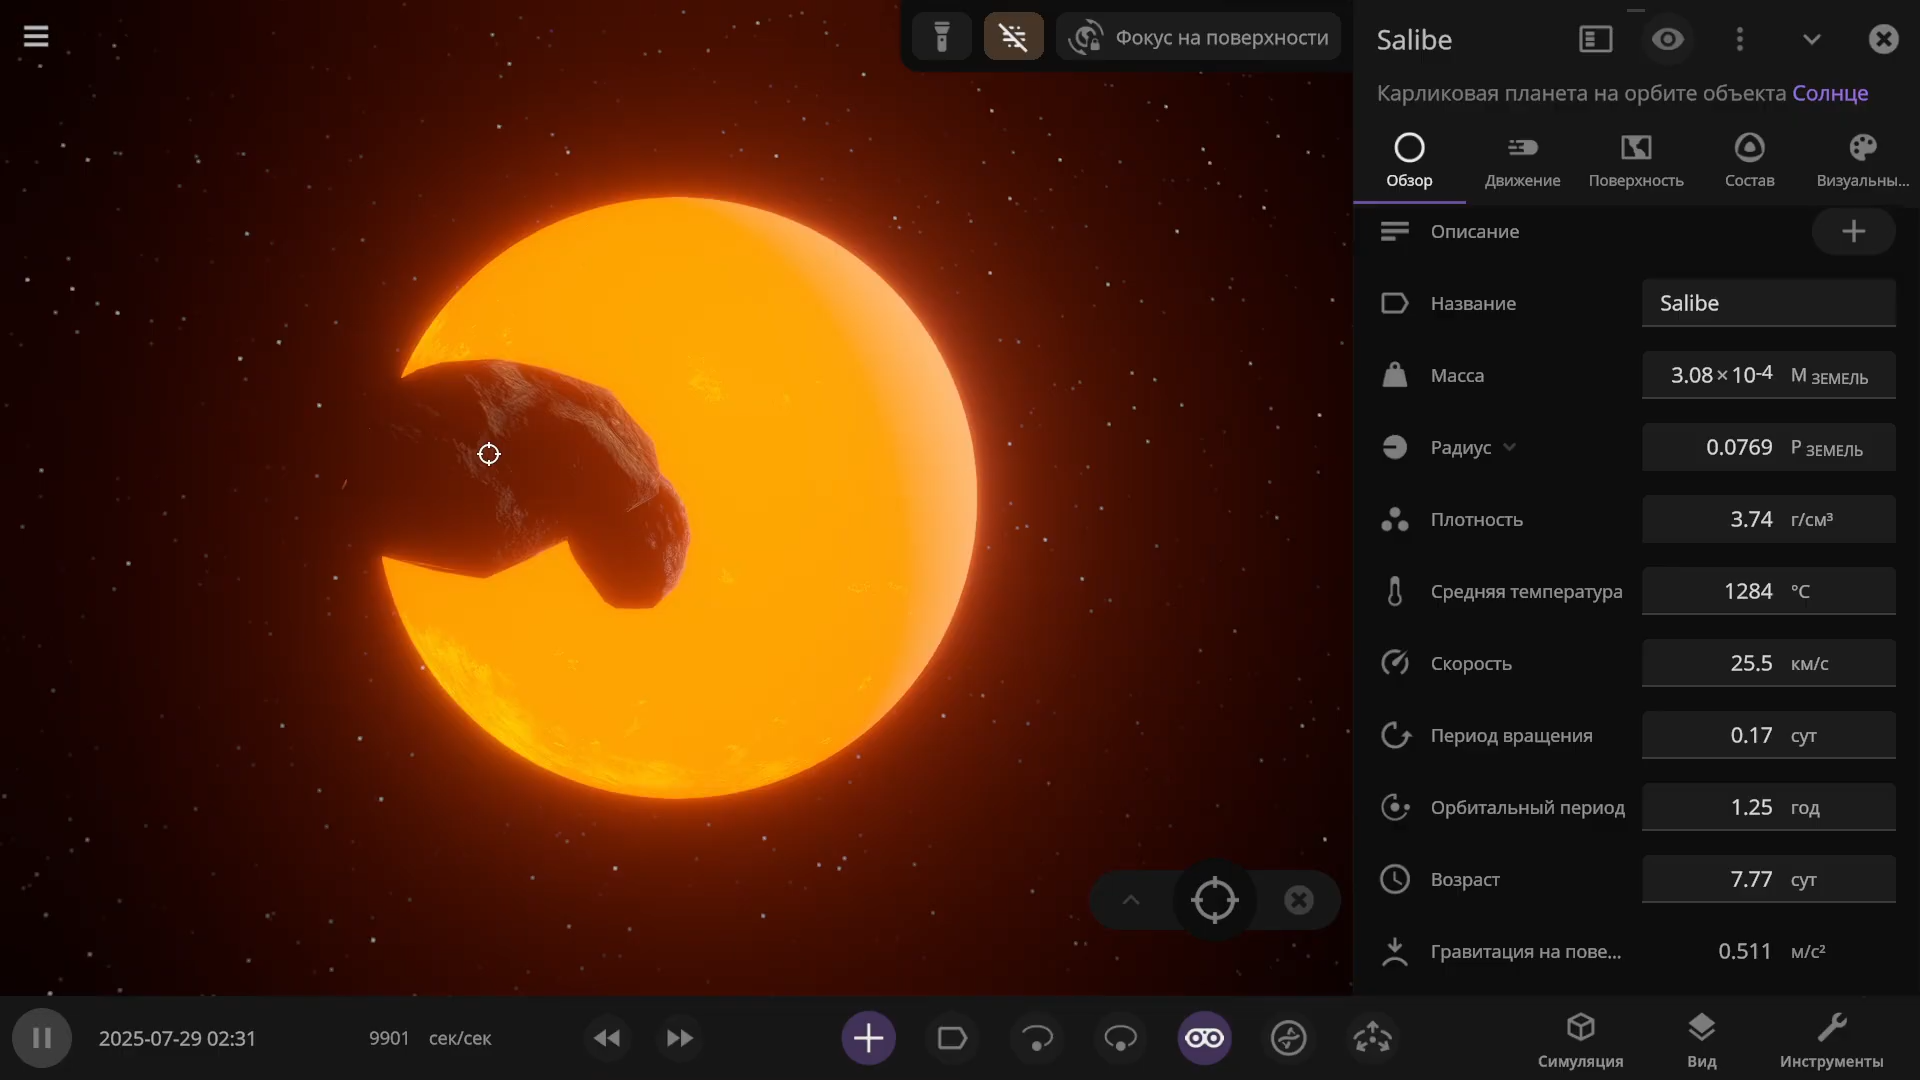 Фокус на поверхности
Salibe
Карликовая планета на орбите объекта Солнце
Обзор
Движение
Поверхность
Состав
Визуальны...
Описание
Название
Salibe
Масса
3.08×10⁻⁴ M ЗЕМЕЛЬ
Радиус
0.0769 Р ЗЕМЕЛЬ
Плотность
3.74 г/см³
Средняя температура
1284 °C
Скорость
25.5 км/с
Период вращения
0.17 сут
Орбитальный период
1.25 год
Возраст
7.77 сут
Гравитация на пове...
0.511 м/с²
2025-07-29 02:31
9901 сек/сек
Симуляция
Вид
Инструменты